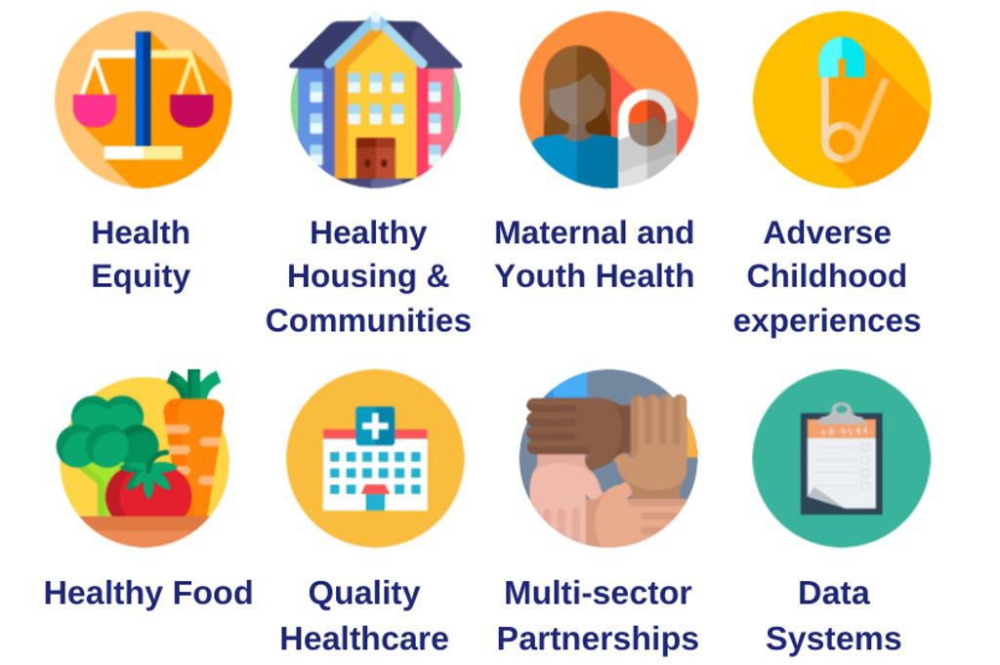 Health
Equity
Healthy
Housing &
Communities
Maternal and
Youth Health
Adverse
Childhood
experiences
Healthy Food
Quality
Healthcare
Multi-sector
Partnerships
Data
Systems